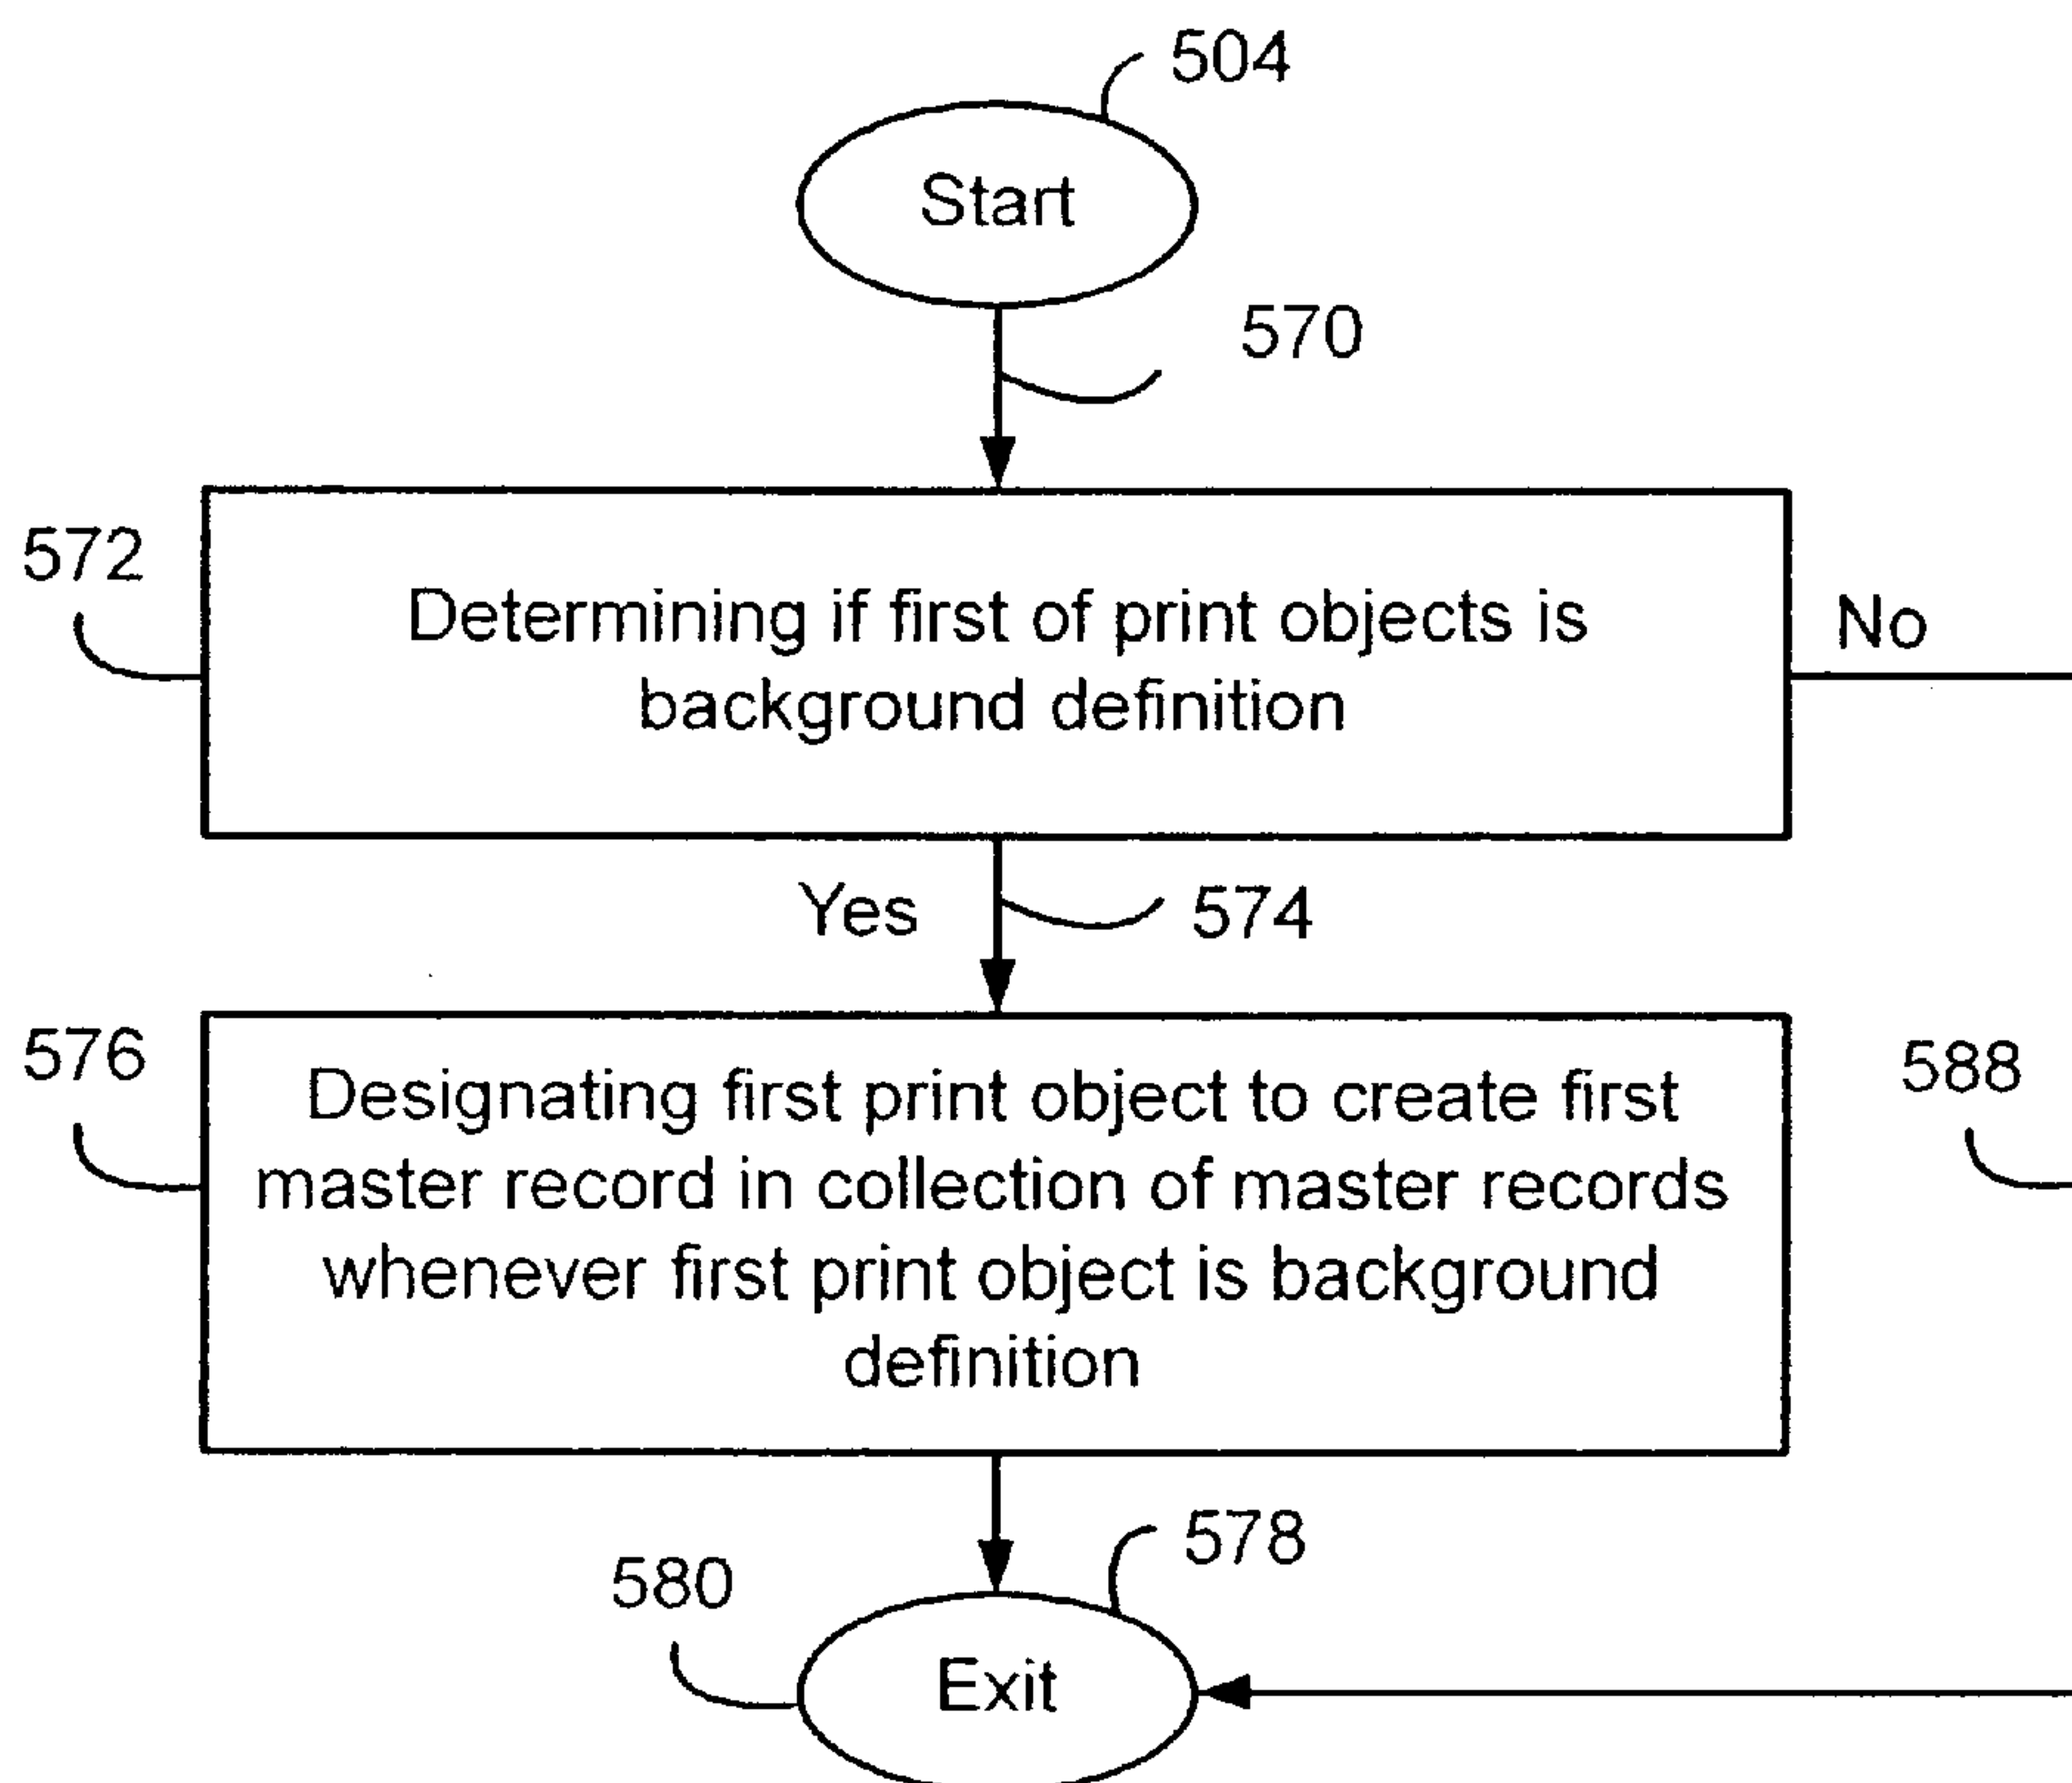 504
Start
570
572
Determining if first of print objects is
background definition
No
Yes
574
576
Designating first print object to create first
master record in collection of master records
whenever first print object is background
definition
588
578
580
Exit